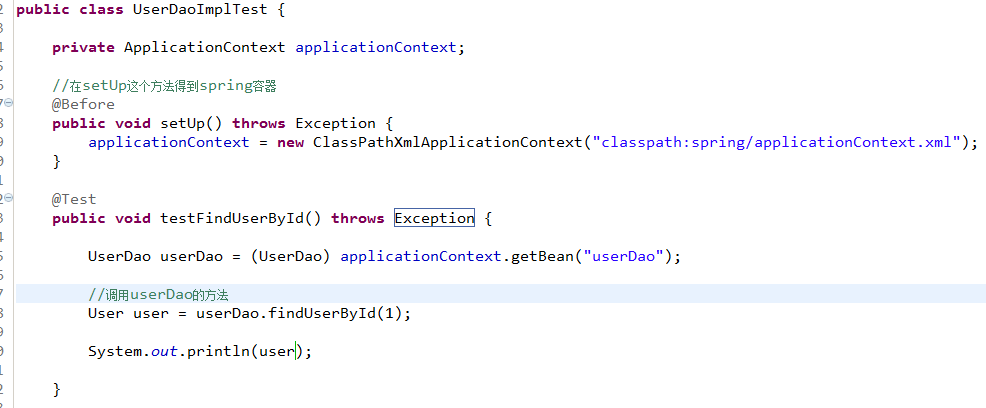 public class UserDaoImplTest {
private ApplicationContext applicationContext;
//在setUp这个方法得到spring容器
@Before
public void setUp() throws Exception {
applicationContext = new ClassPathXmlApplicationContext("classpath:spring/applicationContext.xml");
}
@Test
public void testFindUserById() throws Exception {
UserDao userDao = (UserDao) applicationContext.getBean("userDao");
//调用userDao的方法
User user = userDao.findUserById(1);
System.out.println(user);
}